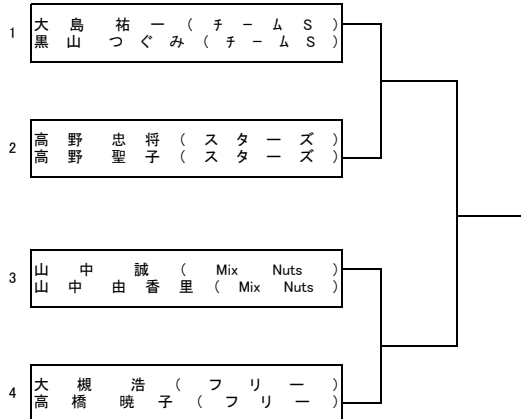 1
大島 祐一(チームS)
黒山 つぐみ(チームS)
2
高野 忠将(スターズ)
高野 聖子(スターズ)
3
山中 誠(Mix Nuts)
山中 由香里(Mix Nuts)
4
大槻 浩(フリー)
高橋 暁子(フリー)